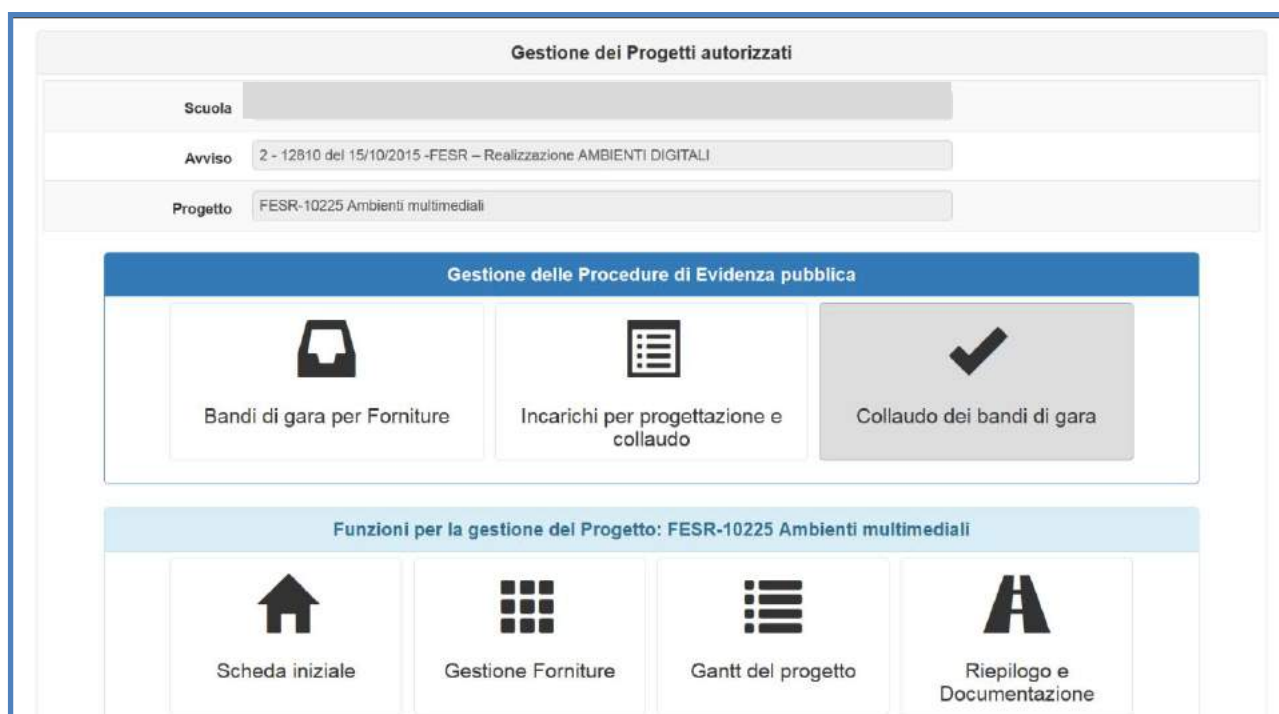 Gestione dei Progetti autorizzati
Scuola
Avviso 2 - 12810 del 15/10/2015 -FESR – Realizzazione AMBIENTI DIGITALI
Progetto FESR-10225 Ambienti multimediali
Gestione delle Procedure di Evidenza pubblica
Bandi di gara per Forniture
Incarichi per progettazione e
collaudo
Collaudo dei bandi di gara
Funzioni per la gestione del Progetto: FESR-10225 Ambienti multimediali
Scheda iniziale
Gestione Forniture
Gantt del progetto
Riepilogo e
Documentazione